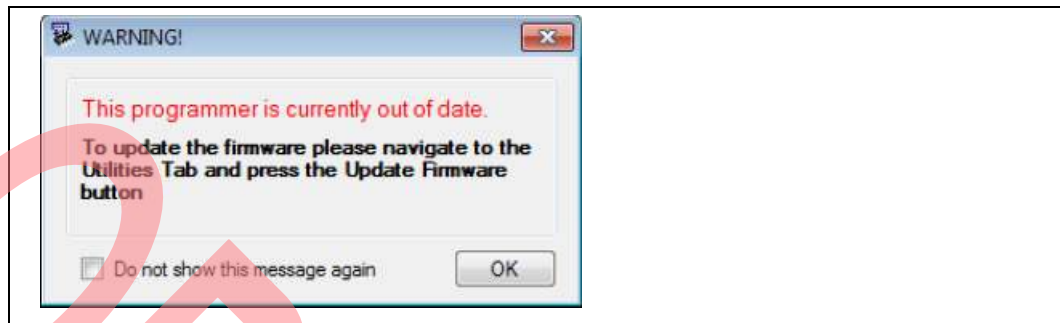 WARNING!
This programmer is currently out of date.
To update the firmware please navigate to the
Utilities Tab and press the Update Firmware
button
Do not show this message again
OK